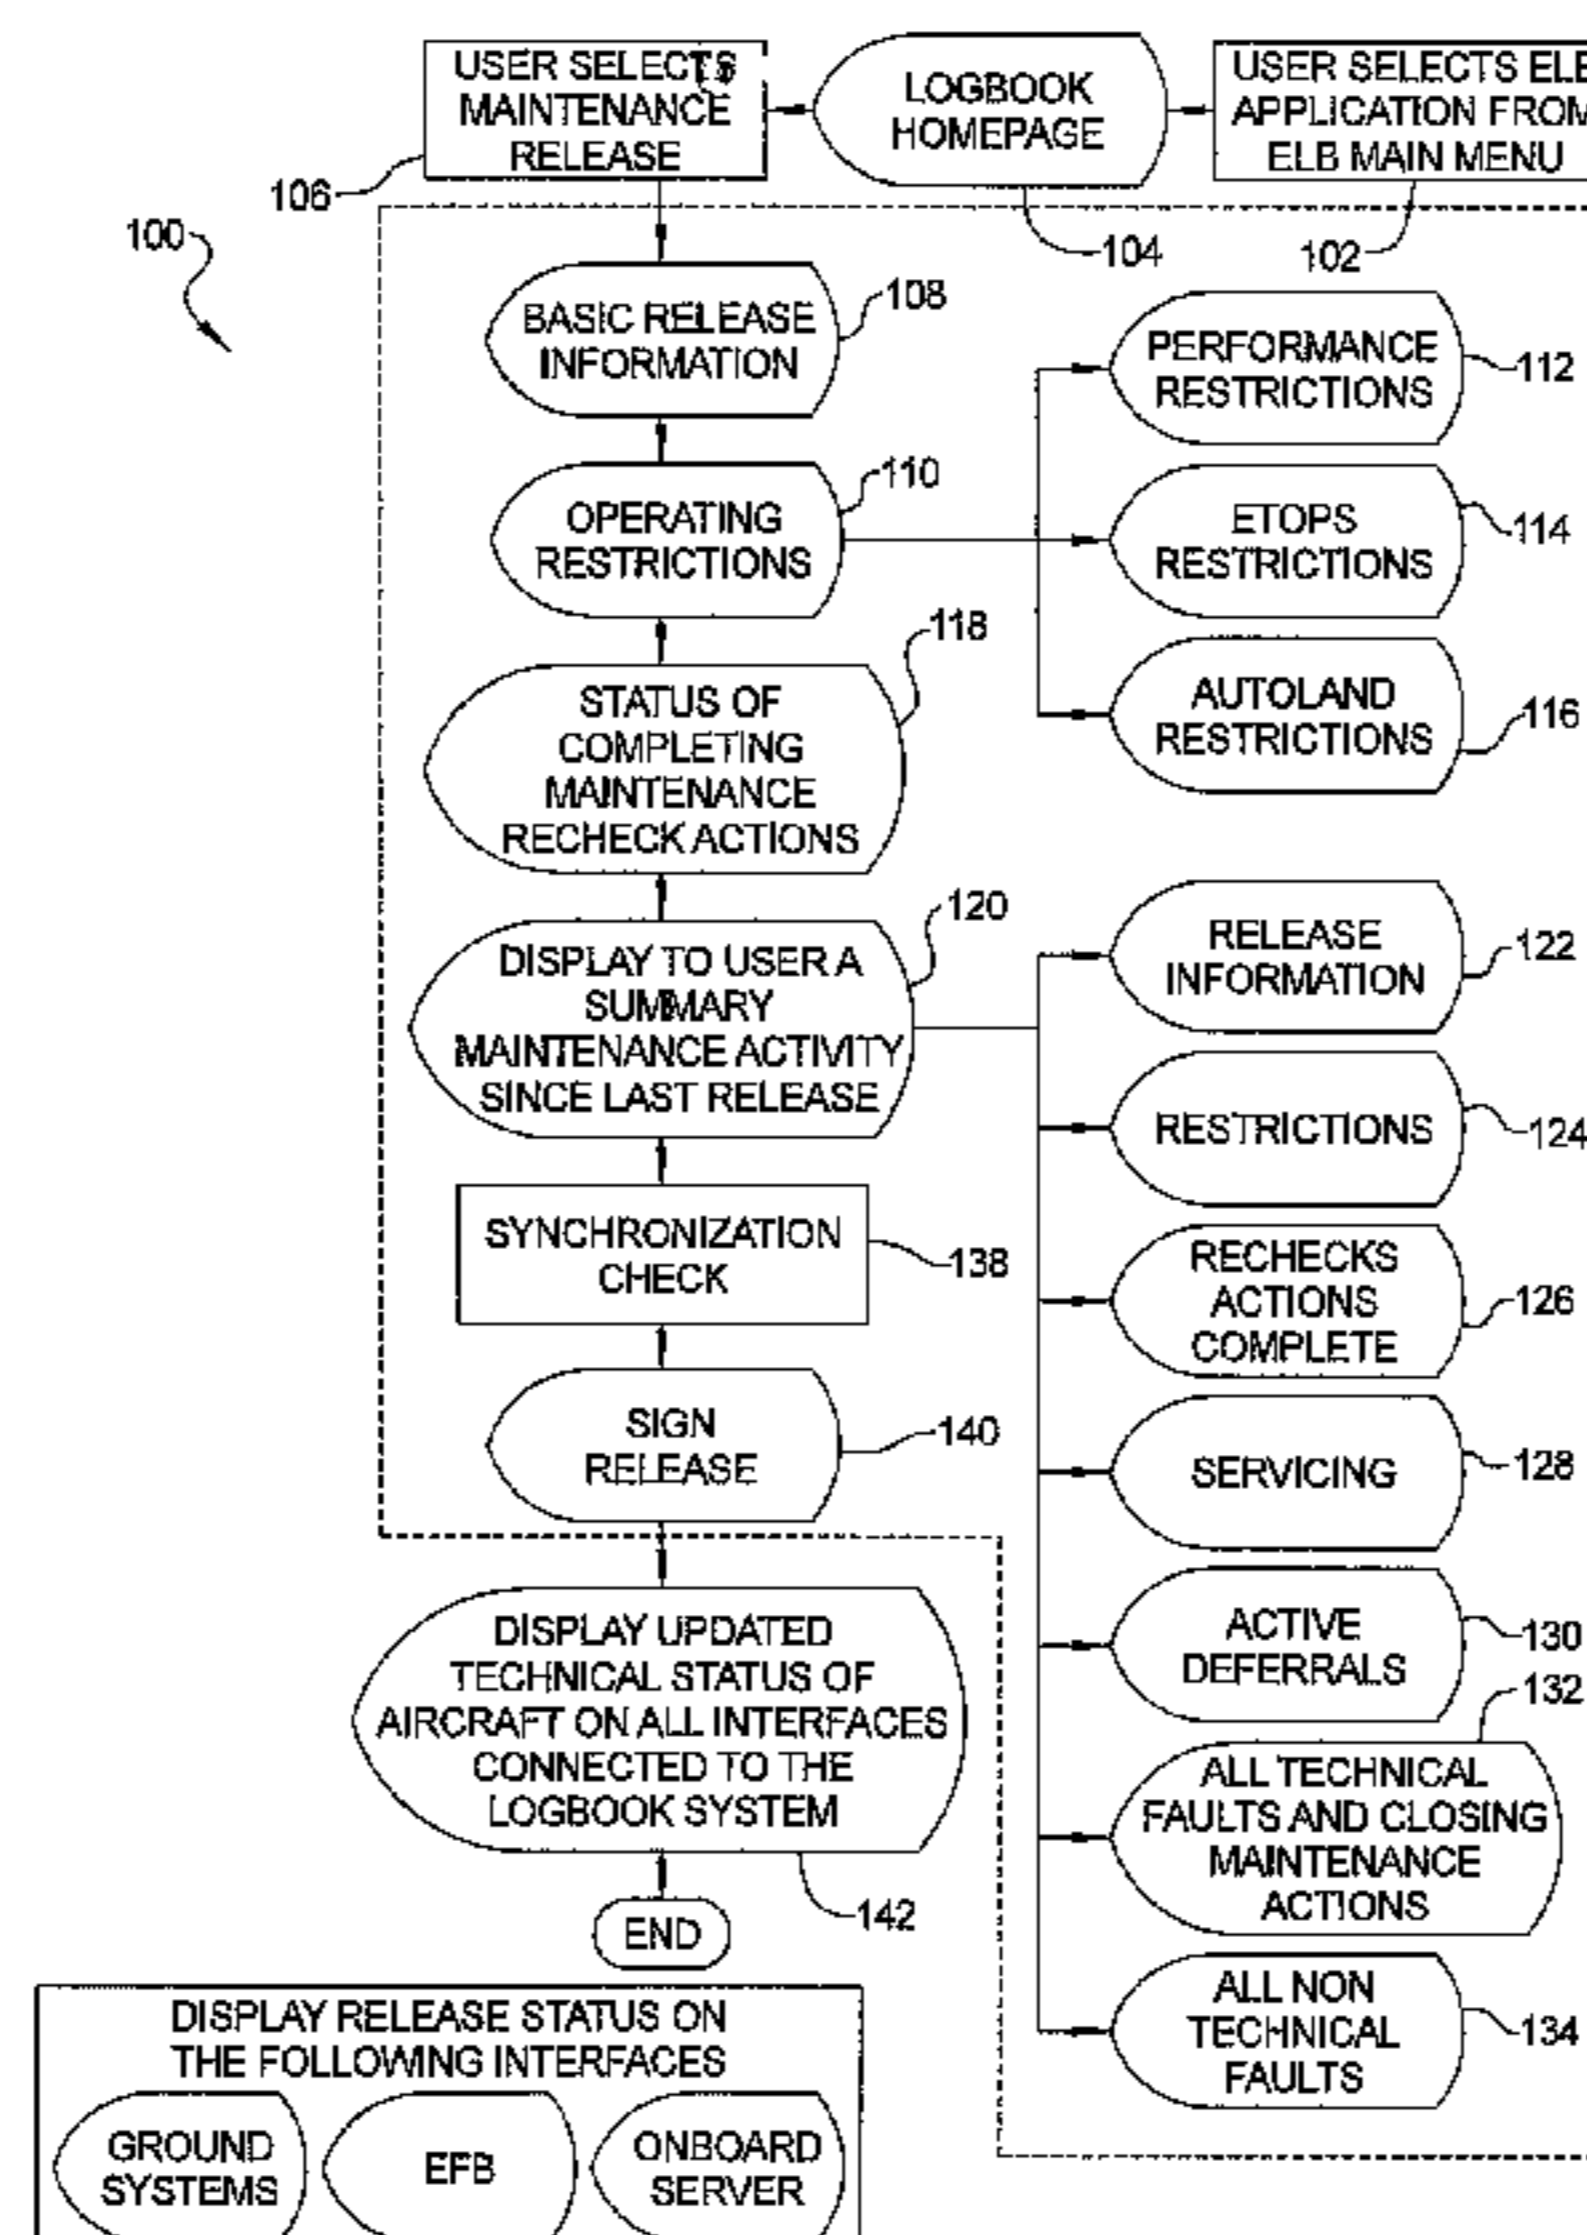 USER SELECTS
MAINTENANCE
RELEASE
106
LOGBOOK
HOMEPAGE
104
USER SELECTS ELB
APPLICATION FROM
ELB MAIN MENU
102
100
BASIC RELEASE
INFORMATION
108
OPERATING
RESTRICTIONS
110
PERFORMANCE
RESTRICTIONS
112
ETOPS
RESTRICTIONS
114
AUTOLAND
RESTRICTIONS
116
STATUS OF
COMPLETING
MAINTENANCE
RECHECK ACTIONS
118
DISPLAY TO USER A
SUMMARY
MAINTENANCE ACTIVITY
SINCE LAST RELEASE
120
RELEASE
INFORMATION
122
RESTRICTIONS
124
RECHECKS
ACTIONS
COMPLETE
126
SERVICING
128
ACTIVE
DEFERRALS
130
ALL TECHNICAL
FAULTS AND CLOSING
MAINTENANCE
ACTIONS
132
ALL NON
TECHNICAL
FAULTS
134
SYNCHRONIZATION
CHECK
138
SIGN
RELEASE
140
DISPLAY UPDATED
TECHNICAL STATUS OF
AIRCRAFT ON ALL INTERFACES
CONNECTED TO THE
LOGBOOK SYSTEM
142
END
DISPLAY RELEASE STATUS ON
THE FOLLOWING INTERFACES
GROUND
SYSTEMS
EFB
ONBOARD
SERVER